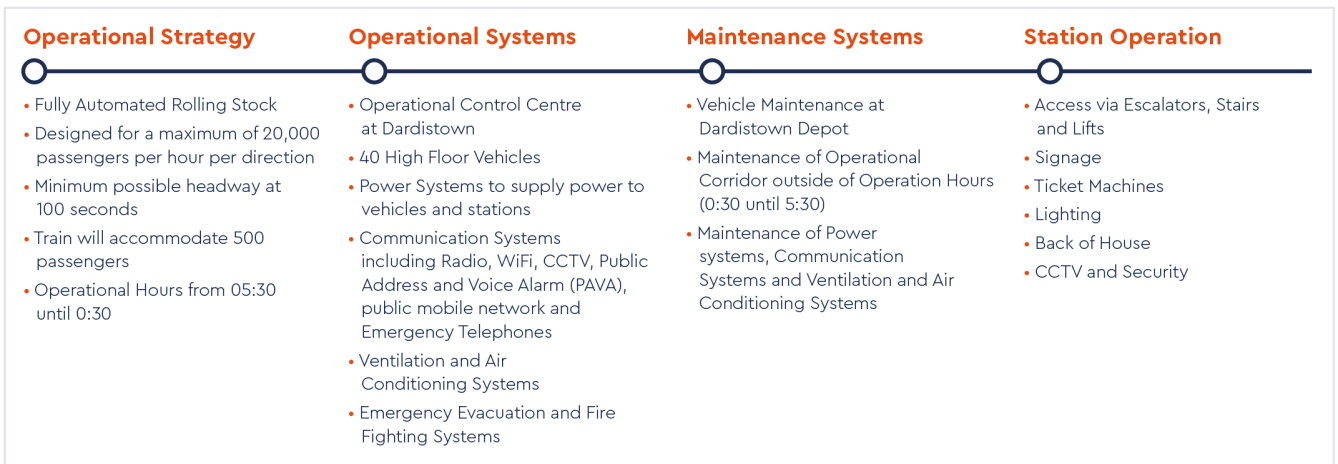 Operational Strategy
• Fully Automated Rolling Stock
• Designed for a maximum of 20,000
passengers per hour per direction
• Minimum possible headway at
100 seconds
• Train will accommodate 500
passengers
• Operational Hours from 05:30
until 0:30
Operational Systems
• Operational Control Centre
at Dardistown
• 40 High Floor Vehicles
• Power Systems to supply power to
vehicles and stations
• Communication Systems
including Radio, WiFi, CCTV, Public
Address and Voice Alarm (PAVA),
public mobile network and
Emergency Telephones
• Ventilation and Air
Conditioning Systems
• Emergency Evacuation and Fire
Fighting Systems
Maintenance Systems
• Vehicle Maintenance at
Dardistown Depot
• Maintenance of Operational
Corridor outside of Operation Hours
(0:30 until 5:30)
• Maintenance of Power
systems, Communication
Systems and Ventilation and Air
Conditioning Systems
Station Operation
• Access via Escalators, Stairs
and Lifts
• Signage
• Ticket Machines
• Lighting
• Back of House
• CCTV and Security